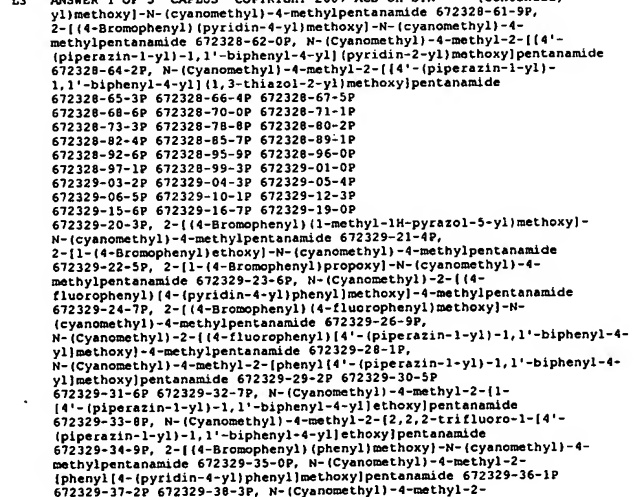 L3 ANSWER 1 OF 3 CAPLUS COPYRIGHT 2007 ACS on STN
yl)methoxy]-N-(cyanomethyl)-4-methylpentanamide 672328-61-9P,
2-[(4-Bromophenyl)(pyridin-4-yl)methoxy]-N-(cyanomethyl)-4-
methylpentanamide 672328-62-0P, N-(Cyanomethyl)-4-methyl-2-[[4'-
(piperazin-1-yl)-1,1'-biphenyl-4-yl](pyridin-2-yl)methoxy]pentanamide
672328-64-2P, N-(Cyanomethyl)-4-methyl-2-[[4'-(piperazin-1-yl)-
1,1'-biphenyl-4-yl](1,3-thiazol-2-yl)methoxy]pentanamide
672328-65-3P 672328-66-4P 672328-67-5P
672328-68-6P 672328-70-0P 672328-71-1P
672328-73-3P 672328-78-8P 672328-80-2P
672328-82-4P 672328-85-7P 672328-89-1P
672328-92-6P 672328-95-9P 672328-96-0P
672328-97-1P 672328-99-3P 672329-01-0P
672329-03-2P 672329-04-3P 672329-05-4P
672329-06-5P 672329-10-1P 672329-12-3P
672329-15-6P 672329-16-7P 672329-19-0P
672329-20-3P, 2-[(4-Bromophenyl)(1-methyl-1H-pyrazol-5-yl)methoxy]-
N-(cyanomethyl)-4-methylpentanamide 672329-21-4P,
2-[1-(4-Bromophenyl)ethoxy]-N-(cyanomethyl)-4-methylpentanamide
672329-22-5P, 2-[1-(4-Bromophenyl)propoxy]-N-(cyanomethyl)-4-
methylpentanamide 672329-23-6P, N-(Cyanomethyl)-2-[(4-
fluorophenyl)[4-(pyridin-4-yl)phenyl]methoxy]-4-methylpentanamide
672329-24-7P, 2-[(4-Bromophenyl)(4-fluorophenyl)methoxy]-N-
(cyanomethyl)-4-methylpentanamide 672329-26-9P,
N-(Cyanomethyl)-2-[(4-fluorophenyl)[4'-(piperazin-1-yl)-1,1'-biphenyl-4-
yl]methoxy]-4-methylpentanamide 672329-28-1P,
N-(Cyanomethyl)-4-methyl-2-[phenyl[4'-(piperazin-1-yl)-1,1'-biphenyl-4-
yl]methoxy]pentanamide 672329-29-2P 672329-30-5P
672329-31-6P 672329-32-7P, N-(Cyanomethyl)-4-methyl-2-[1-
[4'-(piperazin-1-yl)-1,1'-biphenyl-4-yl]ethoxy]pentanamide
672329-33-8P, N-(Cyanomethyl)-4-methyl-2-[2,2,2-trifluoro-1-[4'-
(piperazin-1-yl)-1,1'-biphenyl-4-yl]ethoxy]pentanamide
672329-34-9P, 2-[(4-Bromophenyl)(phenyl)methoxy]-N-(cyanomethyl)-4-
methylpentanamide 672329-35-0P, N-(Cyanomethyl)-4-methyl-2-
[phenyl[4-(pyridin-4-yl)phenyl]methoxy]pentanamide 672329-36-1P
672329-37-2P 672329-38-3P, N-(Cyanomethyl)-4-methyl-2-